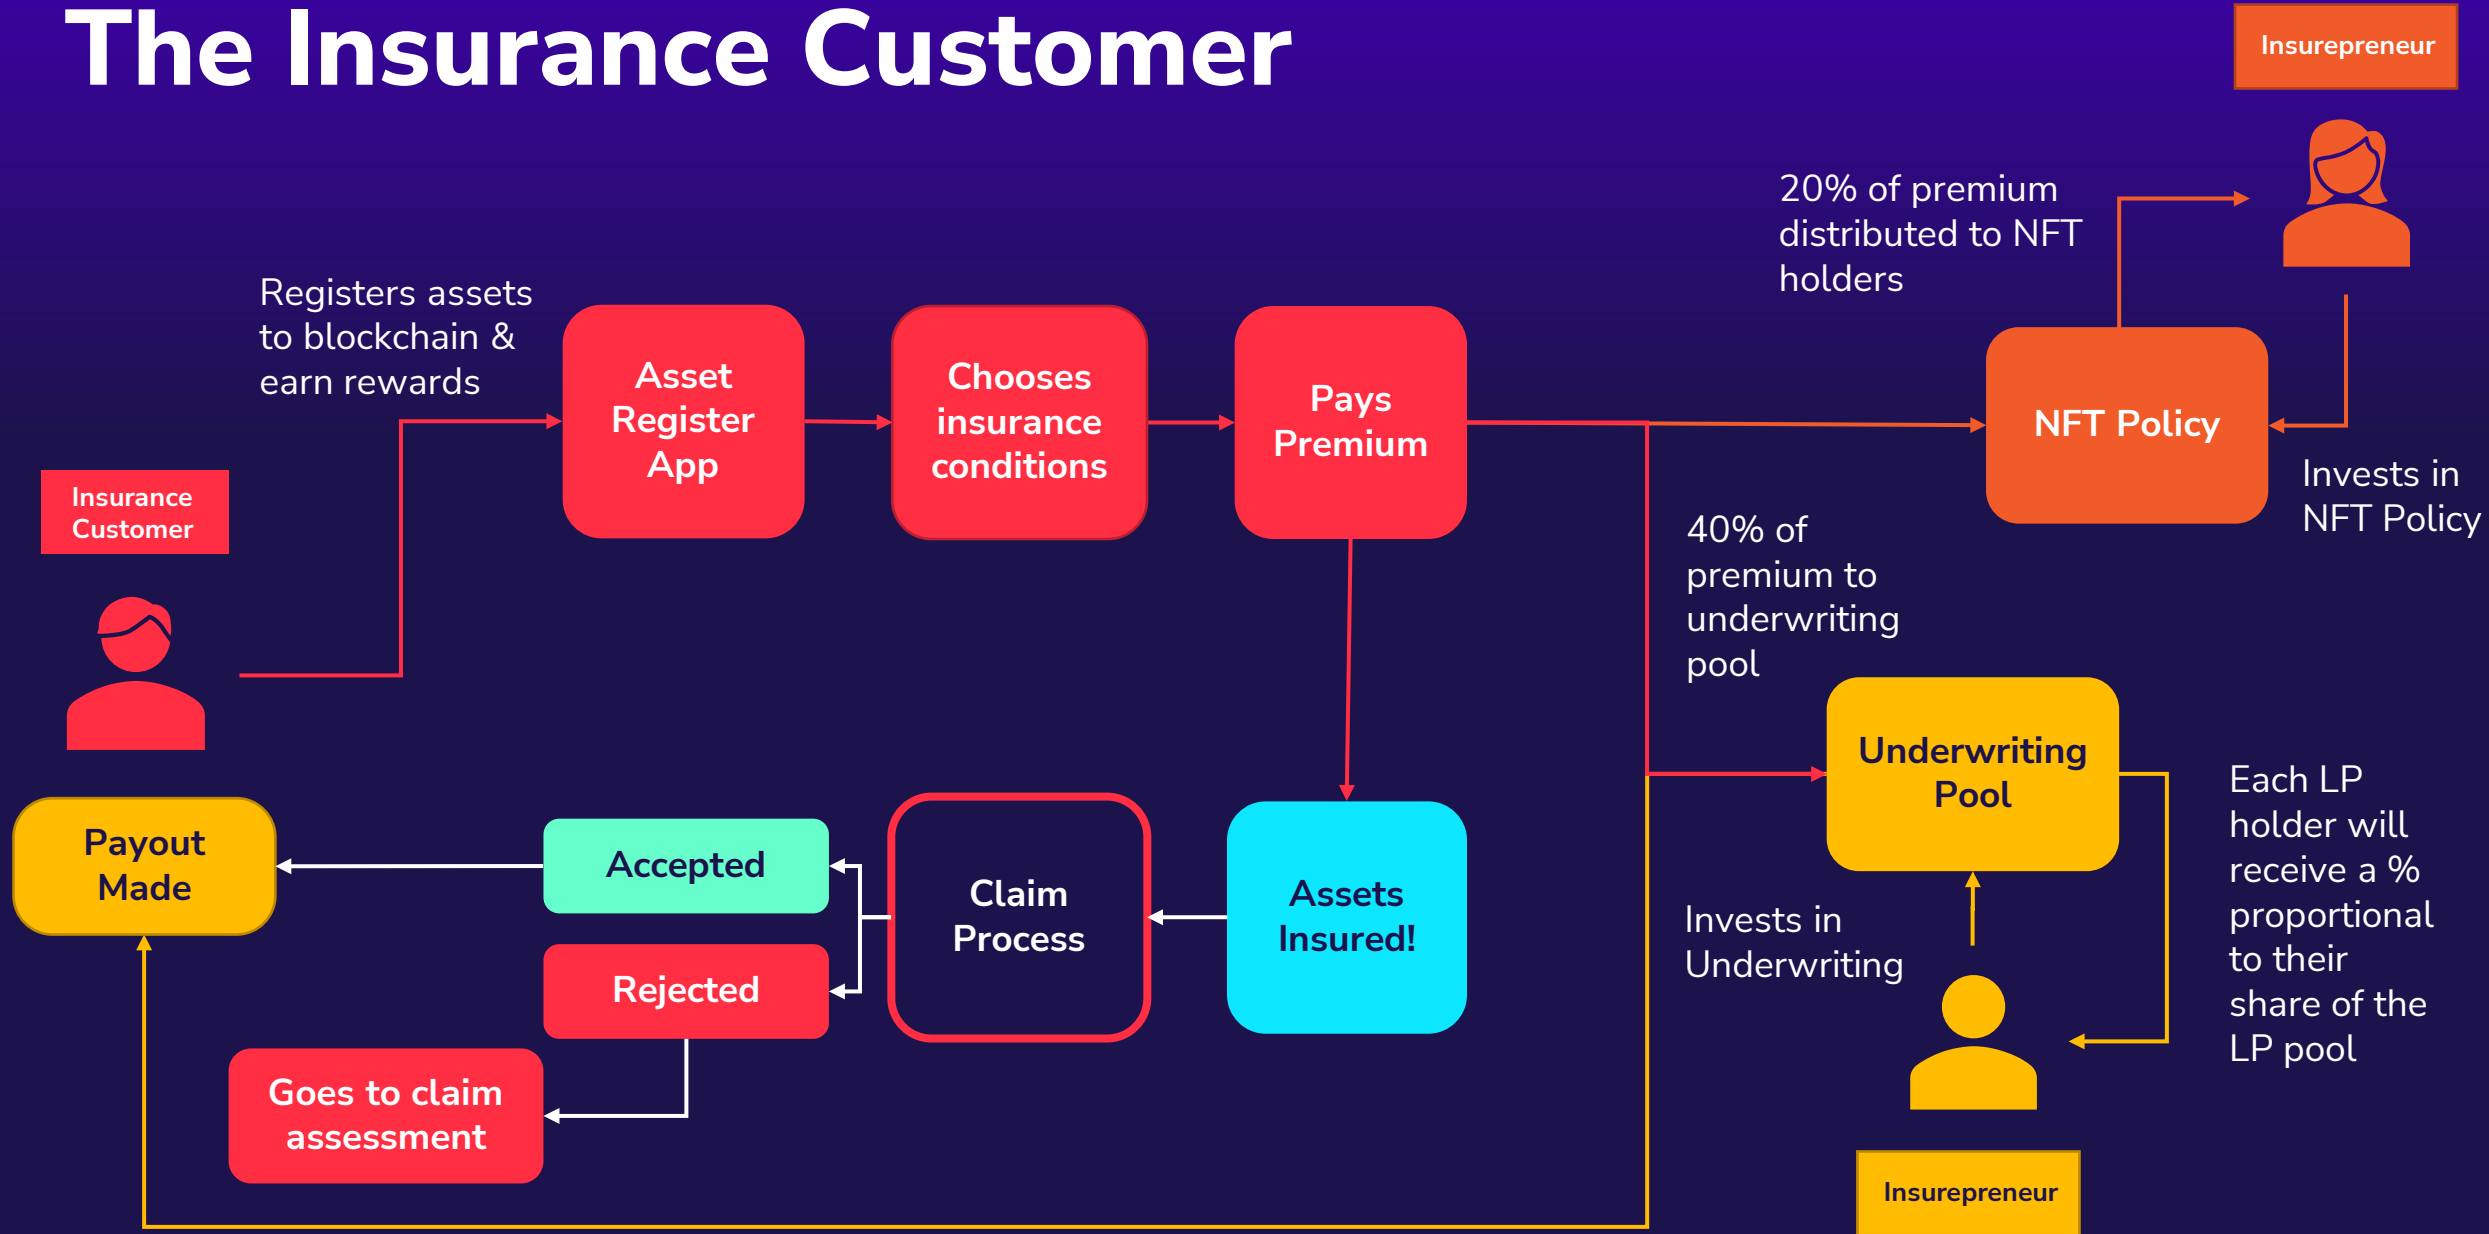 The Insurance Customer
Insurepreneur
20% of premium
distributed to NFT
holders
Registers assets
to blockchain &
earn rewards
Asset
Register
App
Chooses
insurance
conditions
Pays
Premium
NFT Policy
Invests in
NFT Policy
Insurance
Customer
40% of
premium to
underwriting
pool
Underwriting
Pool
Each LP
holder will
receive a %
proportional
to their
share of the
LP pool
Payout
Made
Accepted
Rejected
Goes to claim
assessment
Claim
Process
Assets
Insured!
Invests in
Underwriting
Insurepreneur